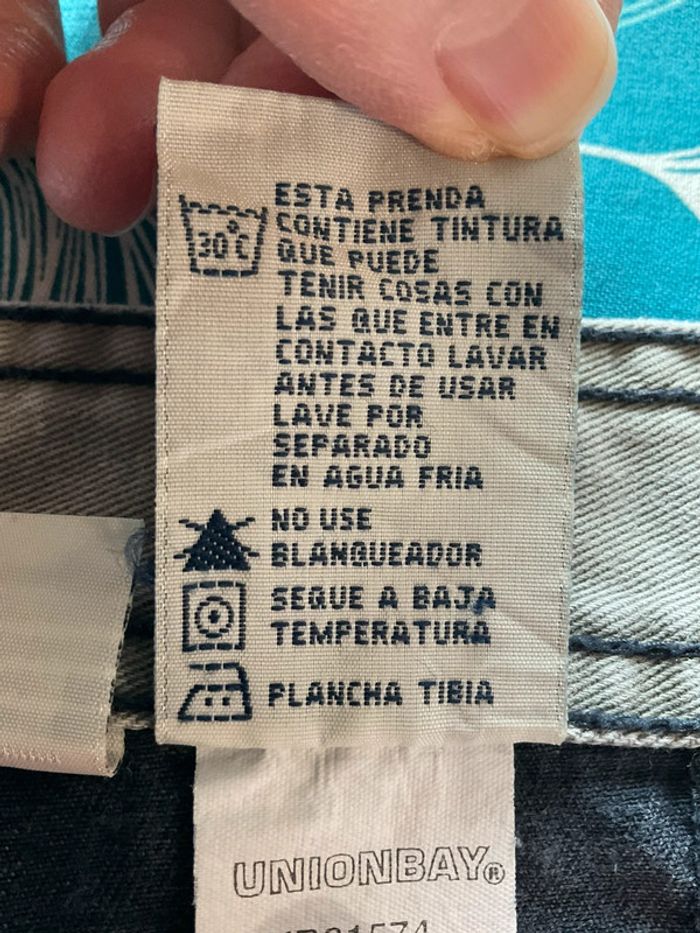 30°C
ESTA PRENDA
CONTIENE TINTURA
QUE PUEDE
TENIR COSAS CON
LAS QUE ENTRE EN
CONTACTO LAVAR
ANTES DE USAR
LAVE POR
SEPARADO
EN AGUA FRIA
NO USE
BLANQUEADOR
SEQUE A BAJA
TEMPERATURA
PLANCHA TIBIA
UNIONBAY®